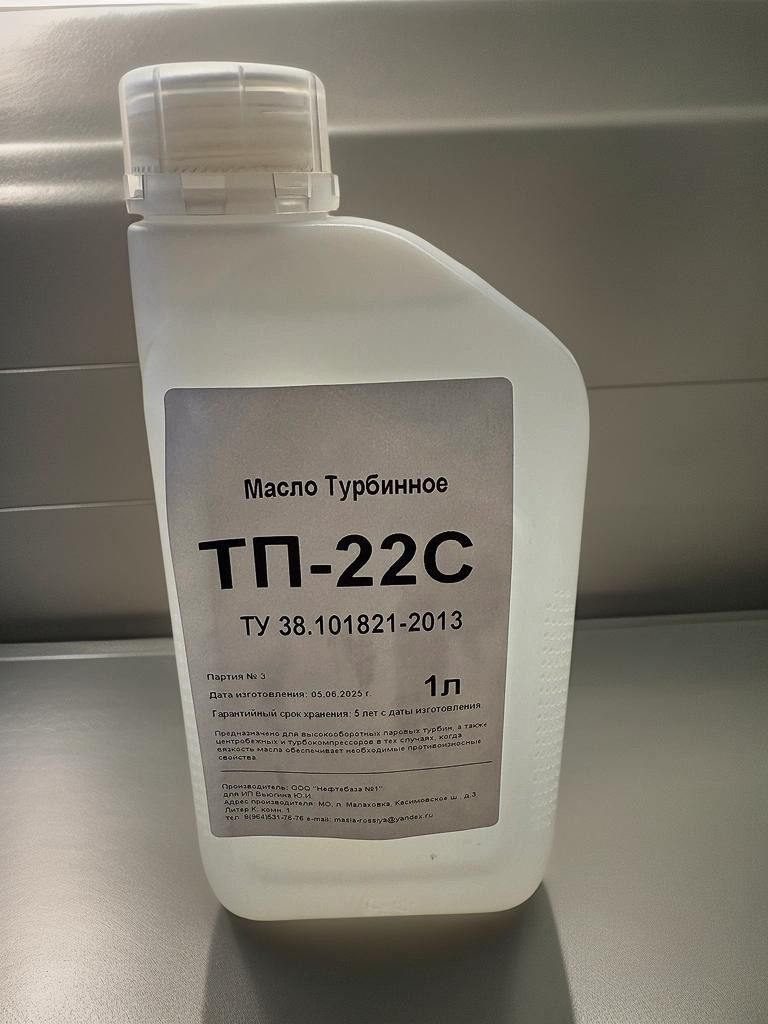 Масло Турбинное
ТП-22С
ТУ 38.101821-2013
Партия № 3
1л
Дата изготовления: 05.06.2025 г.
Гарантийный срок хранения: 5 лет с даты изготовления
Предназначено для высокооборотных паровых турбин, а также
центробежных и турбокомпрессоров в тех случаях, когда
вязкость масла обеспечивает необходимые противоизносные
свойства
Производитель: ООО "Нефтебаза №1"
для ИП Вьюгина Ю.И.
Адрес производителя: МО, п. Малаховка, Касимовское ш., д.3
Литер К, комн. 1
тел: 8(964)531-76-76 e-mail: masla-rossiya@yandex.ru